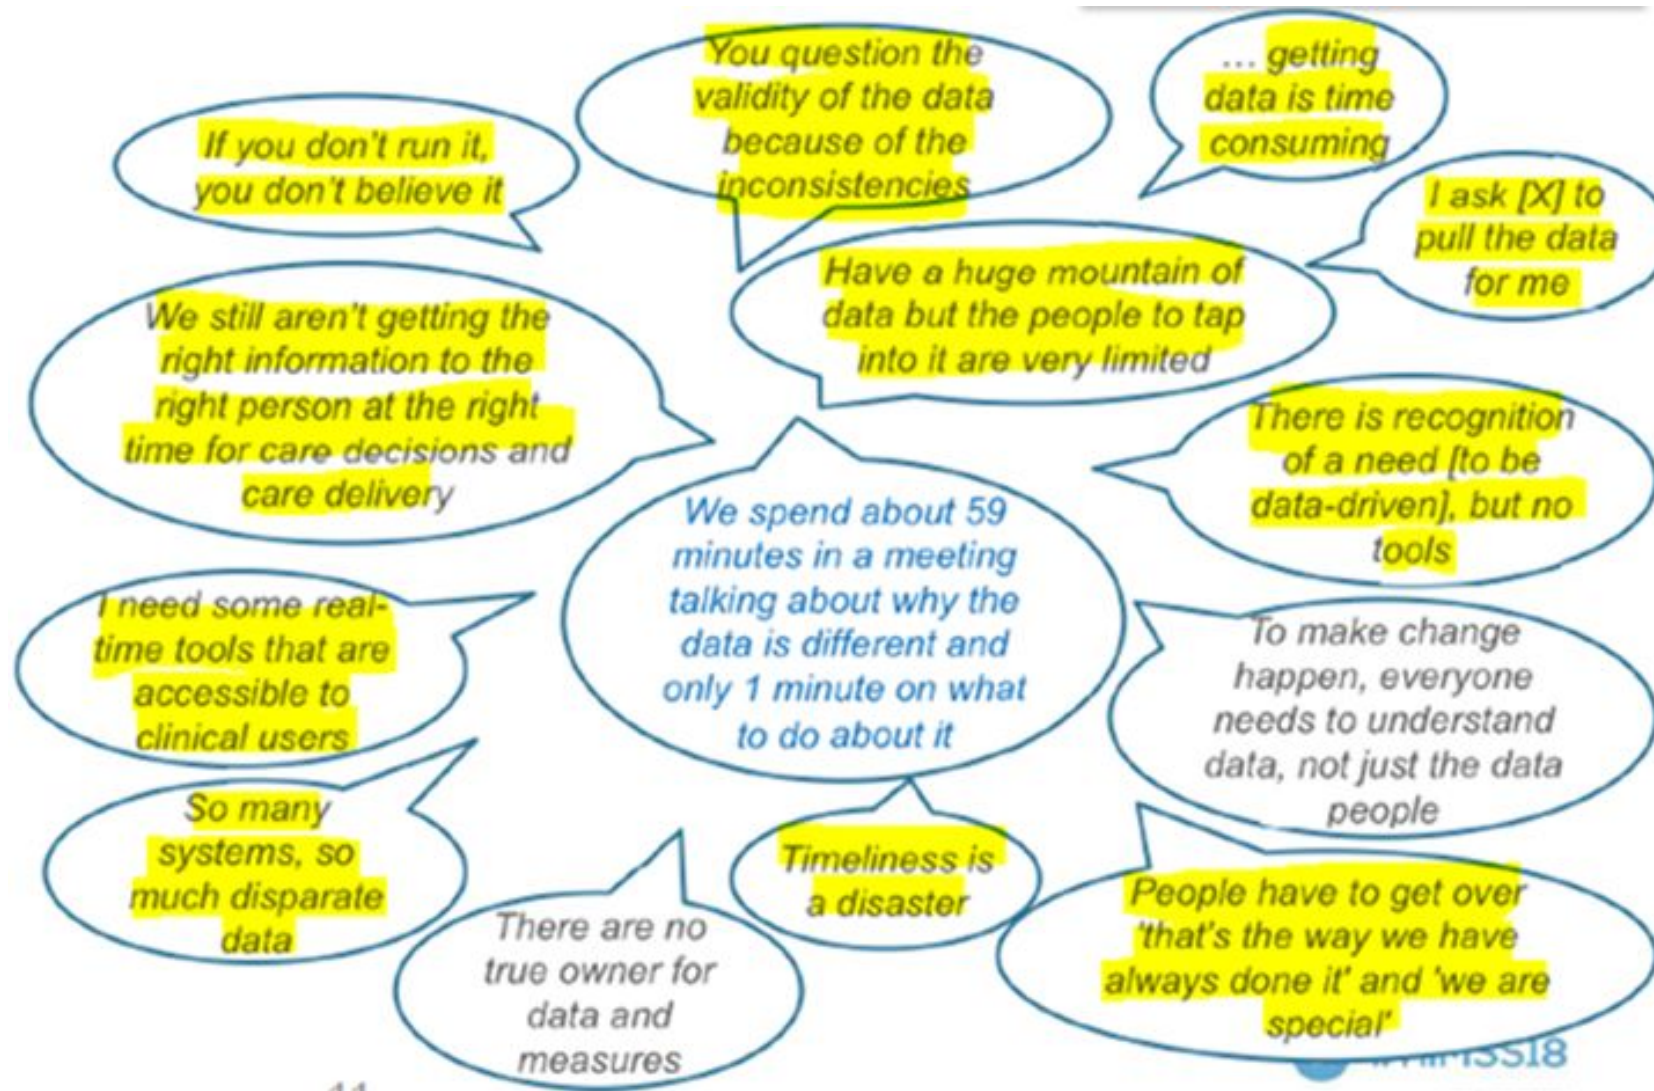 You question the
validity of the data
because of the
inconsistencies
... getting
data is time
consuming
If you don't run it,
you don't believe it
I ask [X] to
pull the data
for me
Have a huge mountain of
data but the people to tap
into it are very limited
We still aren't getting the
right information to the
right person at the right
time for care decisions and
care delivery
There is recognition
of a need [to be
data-driven], but no
tools
We spend about 59
minutes in a meeting
talking about why the
data is different and
only 1 minute on what
to do about it
I need some real-
time tools that are
accessible to
clinical users
To make change
happen, everyone
needs to understand
data, not just the data
people
So many
systems, so
much disparate
data
Timeliness is
a disaster
There are no
true owner for
data and
measures
People have to get over
'that's the way we have
always done it' and 'we are
special'